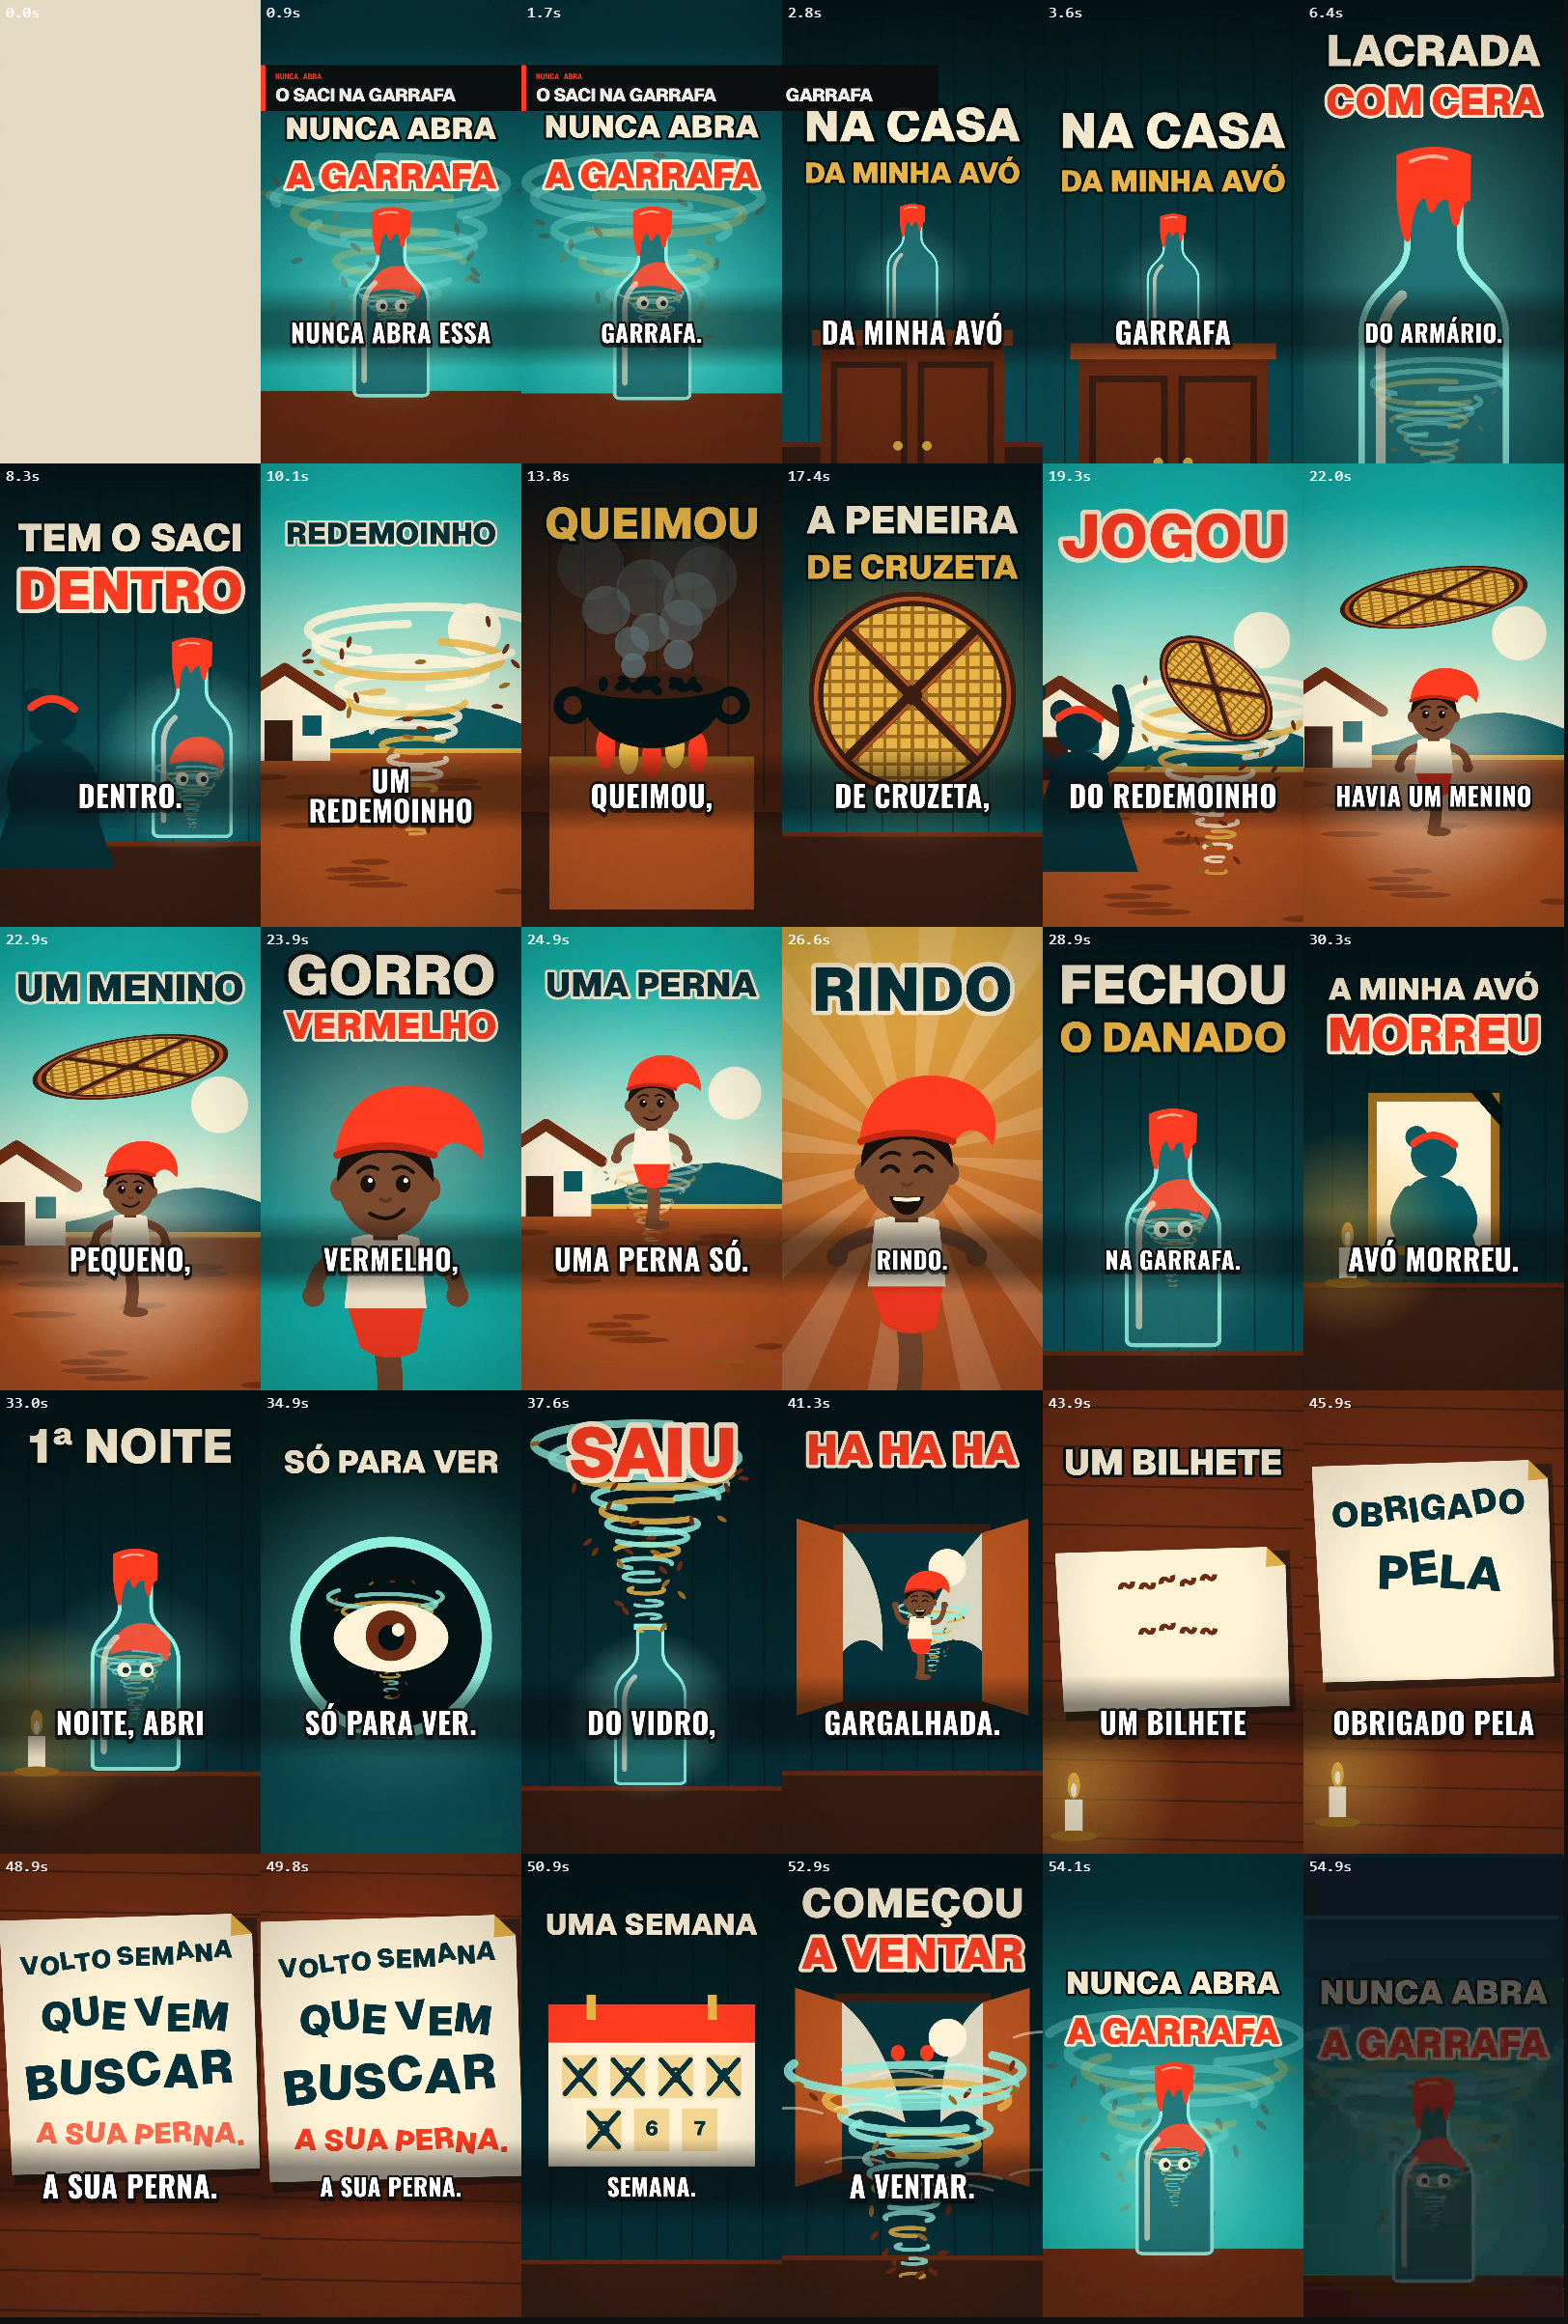 0.0s
0.9s
NUNCA ABRA
O SACI NA GARRAFA
NUNCA ABRA
A GARRAFA
NUNCA ABRA ESSA
1.7s
NUNCA ABRA
O SACI NA GARRAFA
NUNCA ABRA
A GARRAFA
GARRAFA.
2.8s
GARRAFA
NA CASA
DA MINHA AVÓ
DA MINHA AVÓ
3.6s
NA CASA
DA MINHA AVÓ
GARRAFA
6.4s
LACRADA
COM CERA
DO ARMÁRIO.
8.3s
TEM O SACI
DENTRO
DENTRO.
10.1s
REDEMOINHO
UM
REDEMOINHO
13.8s
QUEIMOU
QUEIMOU,
17.4s
A PENEIRA
DE CRUZETA
DE CRUZETA,
19.3s
JOGOU
DO REDEMOINHO
22.0s
HAVIA UM MENINO
22.9s
UM MENINO
PEQUENO,
23.9s
GORRO
VERMELHO
VERMELHO,
24.9s
UMA PERNA
UMA PERNA SÓ.
26.6s
RINDO
RINDO.
28.9s
FECHOU
O DANADO
NA GARRAFA.
30.3s
A MINHA AVÓ
MORREU
AVÓ MORREU.
33.0s
1ª NOITE
NOITE, ABRI
34.9s
SÓ PARA VER
SÓ PARA VER.
37.6s
SAIU
DO VIDRO,
41.3s
HA HA HA
GARGALHADA.
43.9s
UM BILHETE
UM BILHETE
45.9s
OBRIGADO
PELA
OBRIGADO PELA
48.9s
VOLTO SEMANA
QUE VEM
BUSCAR
A SUA PERNA.
A SUA PERNA.
49.8s
VOLTO SEMANA
QUE VEM
BUSCAR
A SUA PERNA.
A SUA PERNA.
50.9s
UMA SEMANA
6 7
SEMANA.
52.9s
COMEÇOU
A VENTAR
A VENTAR.
54.1s
NUNCA ABRA
A GARRAFA
54.9s
NUNCA ABRA
A GARRAFA